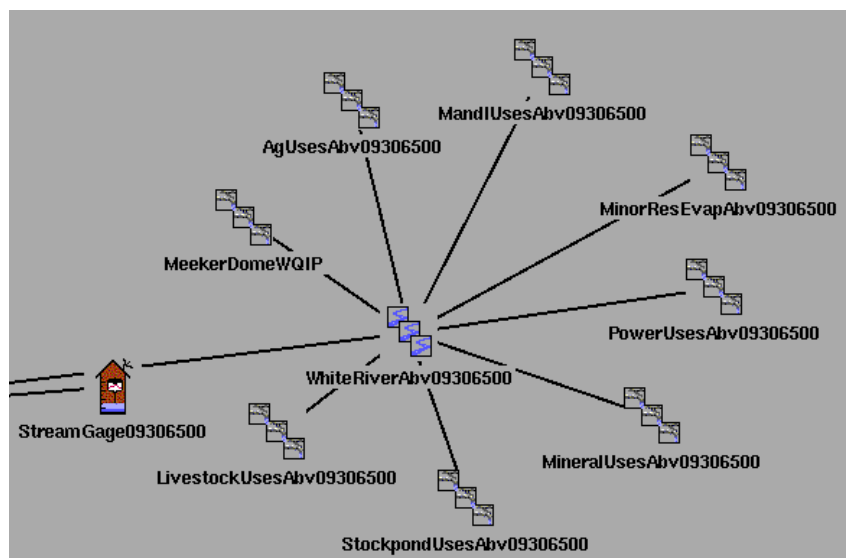 MandIUsesAbv09306500
AgUsesAbv09306500
MinorResEvapAbv09306500
MeekerDomeWQIP
PowerUsesAbv09306500
WhiteRiverAbv09306500
StreamGage09306500
MineralUsesAbv09306500
LivestockUsesAbv09306500
StockpondUsesAbv09306500